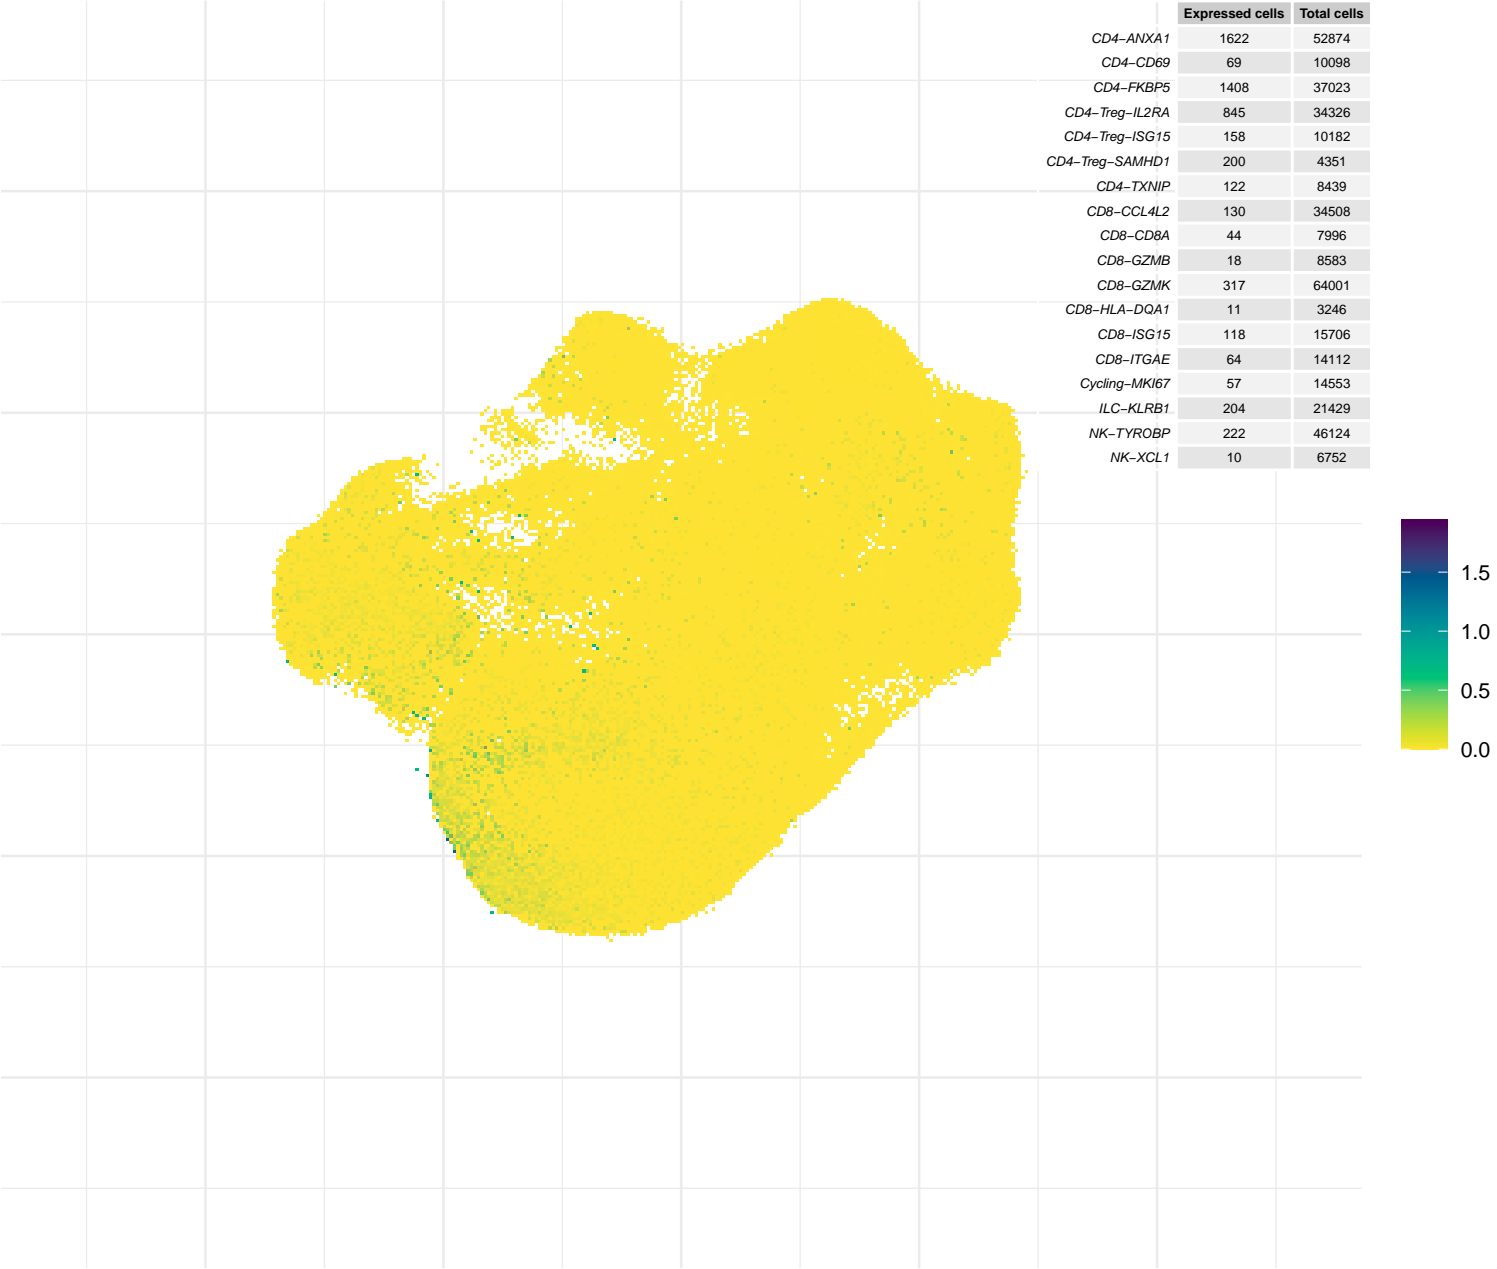 Expressed cells Total cells
CD4−ANXA1 1622 52874
CD4−CD69 69 10098
CD4−FKBP5 1408 37023
CD4−Treg−IL2RA 845 34326
CD4−Treg−ISG15 158 10182
CD4−Treg−SAMHD1 200 4351
CD4−TXNIP 122 8439
CD8−CCL4L2 130 34508
CD8−CD8A 44 7996
CD8−GZMB 18 8583
CD8−GZMK 317 64001
CD8−HLA−DQA1 11 3246
CD8−ISG15 118 15706
CD8−ITGAE 64 14112
Cycling−MKI67 57 14553
ILC−KLRB1 204 21429
NK−TYROBP 222 46124
NK−XCL1 10 6752
1.5
1.0
0.5
0.0